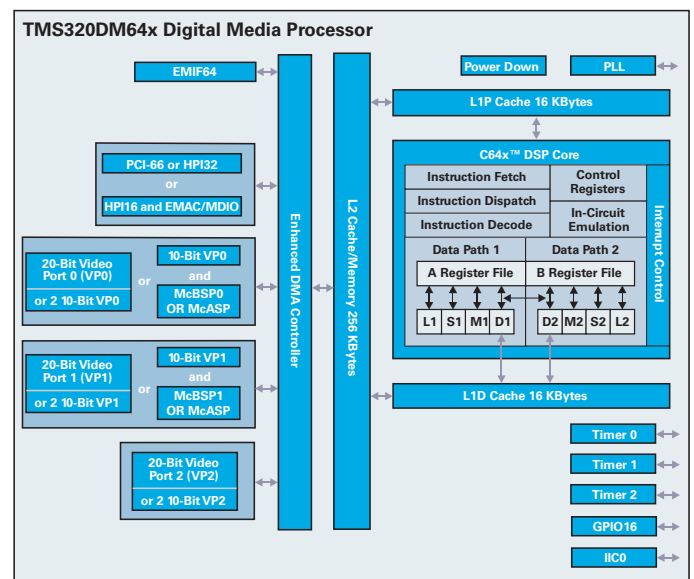 TMS320DM64x Digital Media Processor
EMIF64
Power Down
PLL
L1P Cache 16 KBytes
PCI-66 or HPI32
or
HPI16 and EMAC/MDIO
20-Bit Video
Port 0 (VP0)
or 2 10-Bit VP0
or
10-Bit VP0
and
McBSP0
OR McASP
20-Bit Video
Port 1 (VP1)
or 2 10-Bit VP1
or
10-Bit VP1
and
McBSP1
OR McASP
20-Bit Video
Port 2 (VP2)
or 2 10-Bit VP2
Enhanced DMA Controller
L2 Cache/Memory 256 KBytes
C64x™ DSP Core
Instruction Fetch
Instruction Dispatch
Instruction Decode
Control
Registers
In-Circuit
Emulation
Interrupt Control
Data Path 1
Data Path 2
A Register File
B Register File
L1 S1 M1 D1
D2 M2 S2 L2
L1D Cache 16 KBytes
Timer 0
Timer 1
Timer 2
GPIO16
IIC0